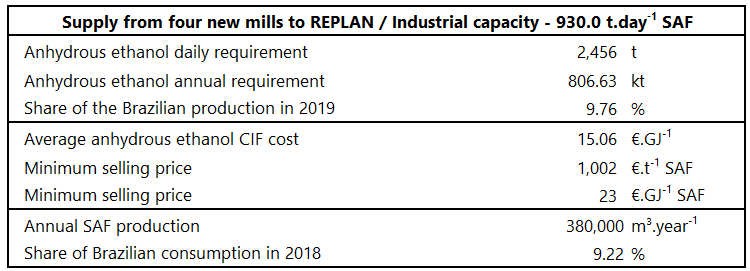 Supply from four new mills to REPLAN / Industrial capacity - 930.0 t.day⁻¹ SAF
Anhydrous ethanol daily requirement 2,456 t
Anhydrous ethanol annual requirement 806.63 kt
Share of the Brazilian production in 2019 9.76 %
Average anhydrous ethanol CIF cost 15.06 €.GJ⁻¹
Minimum selling price 1,002 €.t⁻¹ SAF
Minimum selling price 23 €.GJ⁻¹ SAF
Annual SAF production 380,000 m³.year⁻¹
Share of Brazilian consumption in 2018 9.22 %